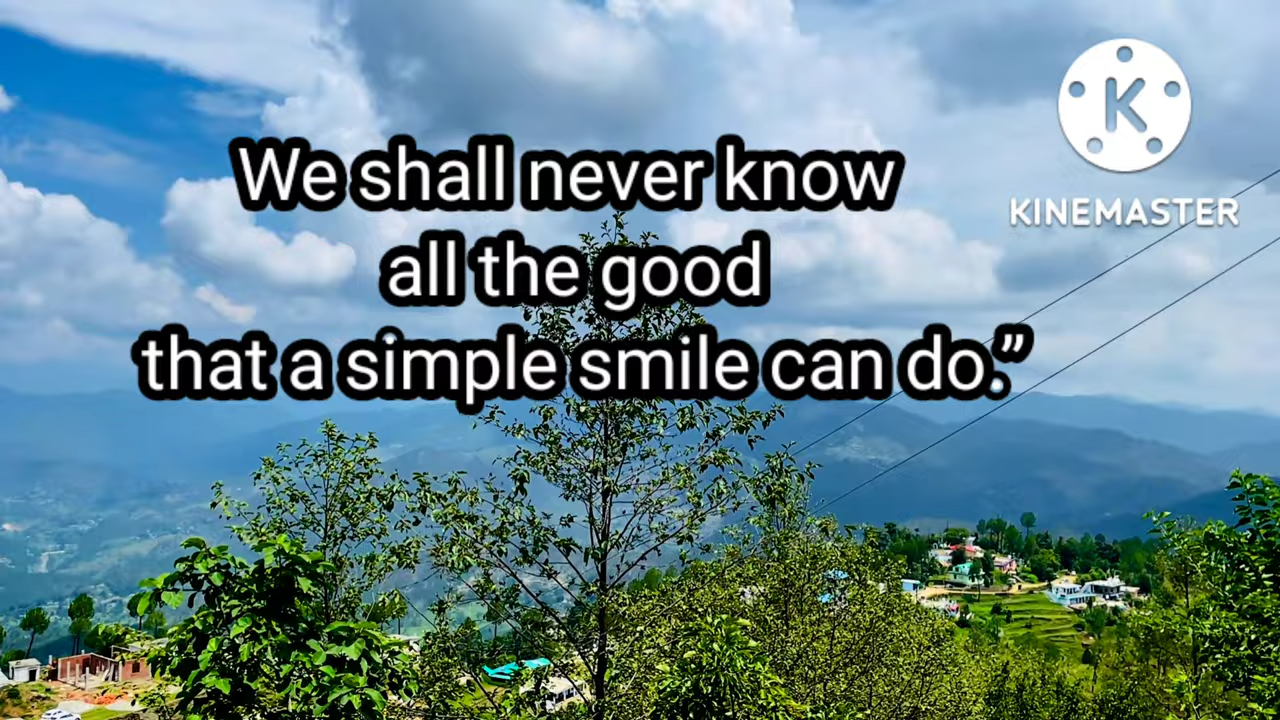 We shall never know
all the good
that a simple smile can do.”
K
KINEMASTER